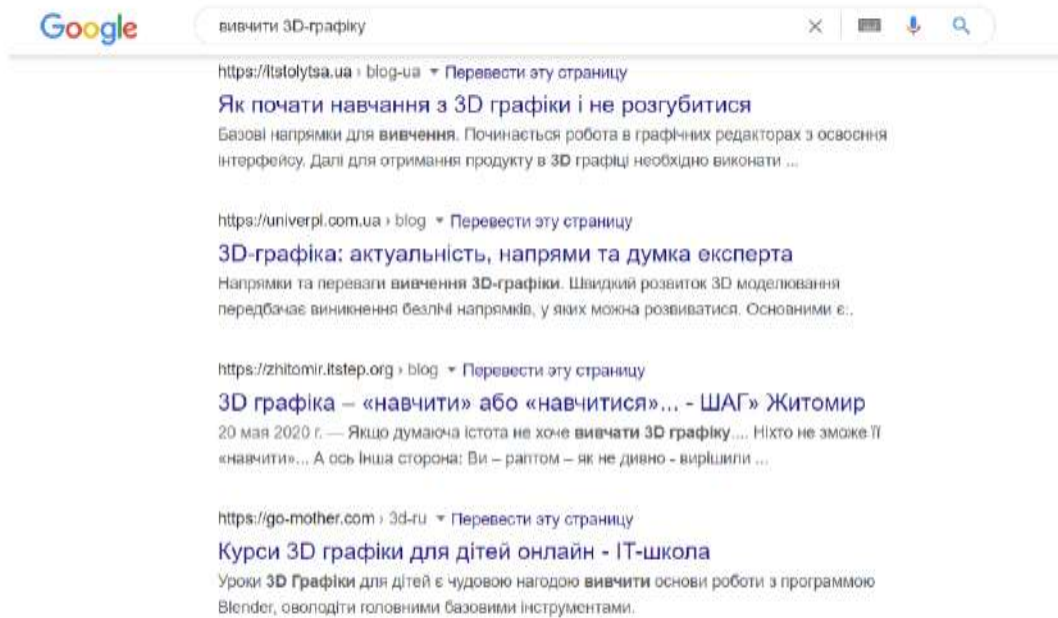 Google
вивчити 3D-графіку
https://itstolytsa.ua › blog-ua ▼ Перевести эту страницу
Як почати навчання з 3D графіки і не розгубитися
Базові напрямки для вивчення. Починається робота в графічних редакторах з освоєння
інтерфейсу. Далі для отримання продукту в 3D графіці необхідно виконати ...
https://univerpl.com.ua › blog ▼ Перевести эту страницу
3D-графіка: актуальність, напрями та думка експерта
Напрямки та переваги вивчення 3D-графіки. Швидкий розвиток 3D моделювання
передбачає виникнення безлічі напрямків, у яких можна розвиватися. Основними є:.
https://zhitomir.itstep.org › blog ▼ Перевести эту страницу
3D графіка – «навчити» або «навчитися»... - ШАГ» Житомир
20 мая 2020 г. — Якщо думаюча істота не хоче вивчати 3D графіку.... Ніхто не зможе її
«навчити»... А ось інша сторона: Ви – раптом – як не дивно - вирішили ...
https://go-mother.com › 3d-ru ▼ Перевести эту страницу
Курси 3D графіки для дітей онлайн - IT-школа
Уроки 3D Графіки для дітей є чудовою нагодою вивчити основи роботи з программою
Blender, оволодіти головними базовими інструментами.